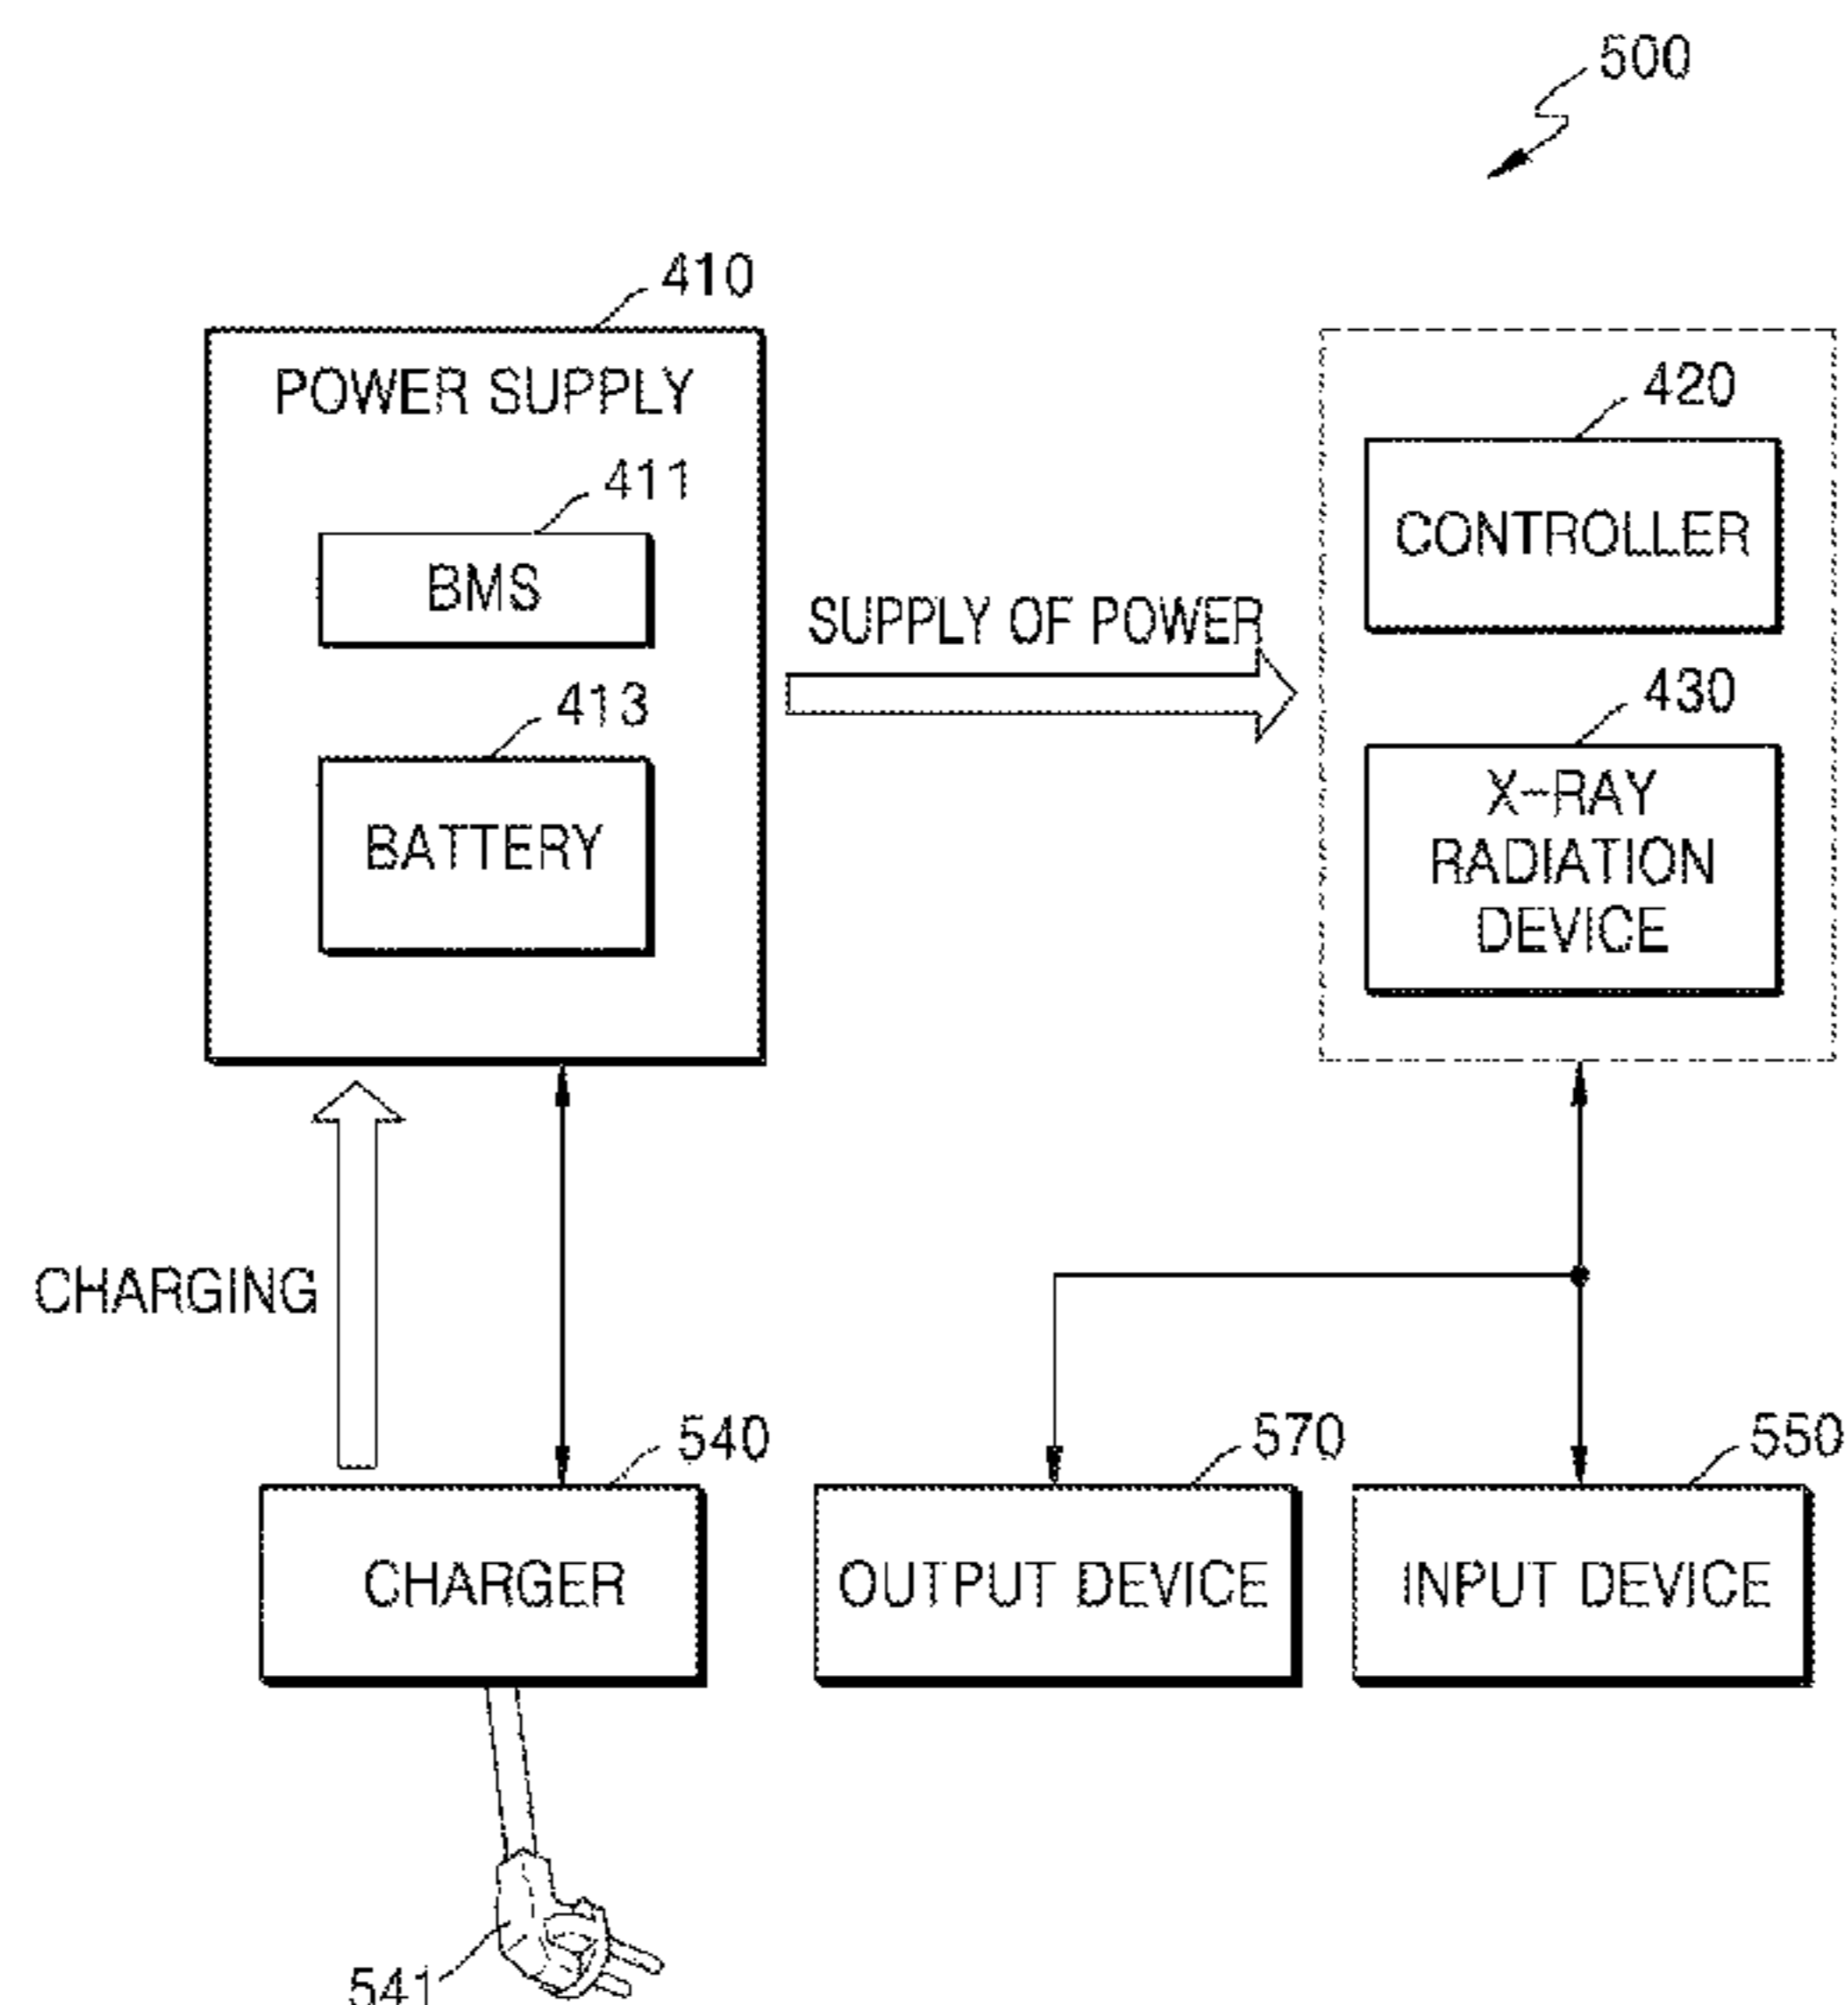 500
410
POWER SUPPLY
411
BMS
413
BATTERY
SUPPLY OF POWER
420
CONTROLLER
430
X-RAY
RADIATION
DEVICE
CHARGING
540
CHARGER
570
OUTPUT DEVICE
550
INPUT DEVICE
541